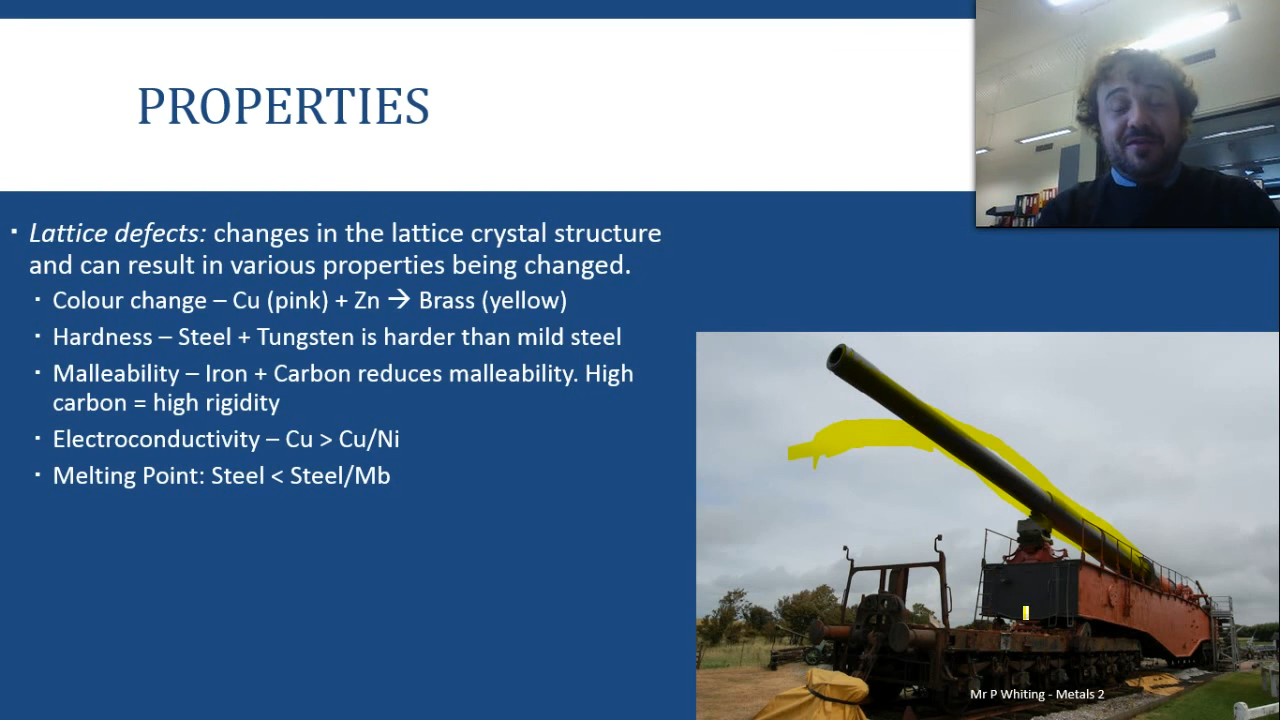 PROPERTIES
▪ Lattice defects: changes in the lattice crystal structure
and can result in various properties being changed.
▪ Colour change – Cu (pink) + Zn → Brass (yellow)
▪ Hardness – Steel + Tungsten is harder than mild steel
▪ Malleability – Iron + Carbon reduces malleability. High
carbon = high rigidity
▪ Electroconductivity – Cu > Cu/Ni
▪ Melting Point: Steel < Steel/Mb
Mr P Whiting - Metals 2